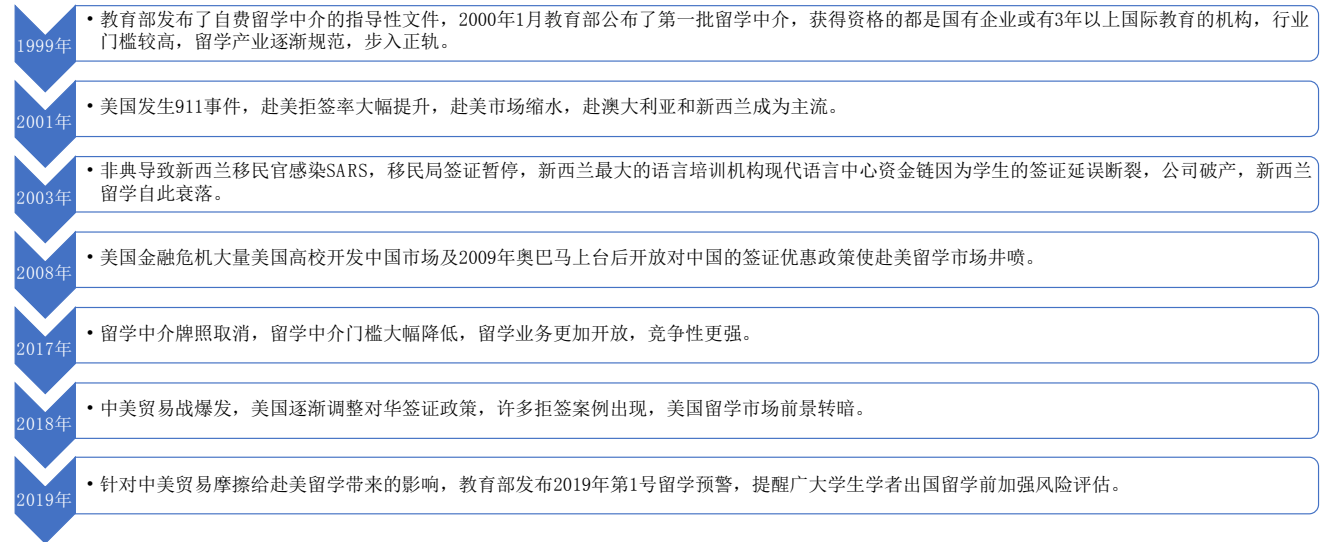 1999年
• 教育部发布了自费留学中介的指导性文件，2000年1月教育部公布了第一批留学中介，获得资格的都是国有企业或有3年以上国际教育的机构，行业
门槛较高，留学产业逐渐规范，步入正轨。
2001年
• 美国发生911事件，赴美拒签率大幅提升，赴美市场缩水，赴澳大利亚和新西兰成为主流。
2003年
• 非典导致新西兰移民官感染SARS，移民局签证暂停，新西兰最大的语言培训机构现代语言中心资金链因为学生的签证延误断裂，公司破产，新西兰
留学自此衰落。
2008年
• 美国金融危机大量美国高校开发中国市场及2009年奥巴马上台后开放对中国的签证优惠政策使赴美留学市场井喷。
2017年
• 留学中介牌照取消，留学中介门槛大幅降低，留学业务更加开放，竞争性更强。
2018年
• 中美贸易战爆发，美国逐渐调整对华签证政策，许多拒签案例出现，美国留学市场前景转暗。
2019年
• 针对中美贸易摩擦给赴美留学带来的影响，教育部发布2019年第1号留学预警，提醒广大学生学者出国留学前加强风险评估。